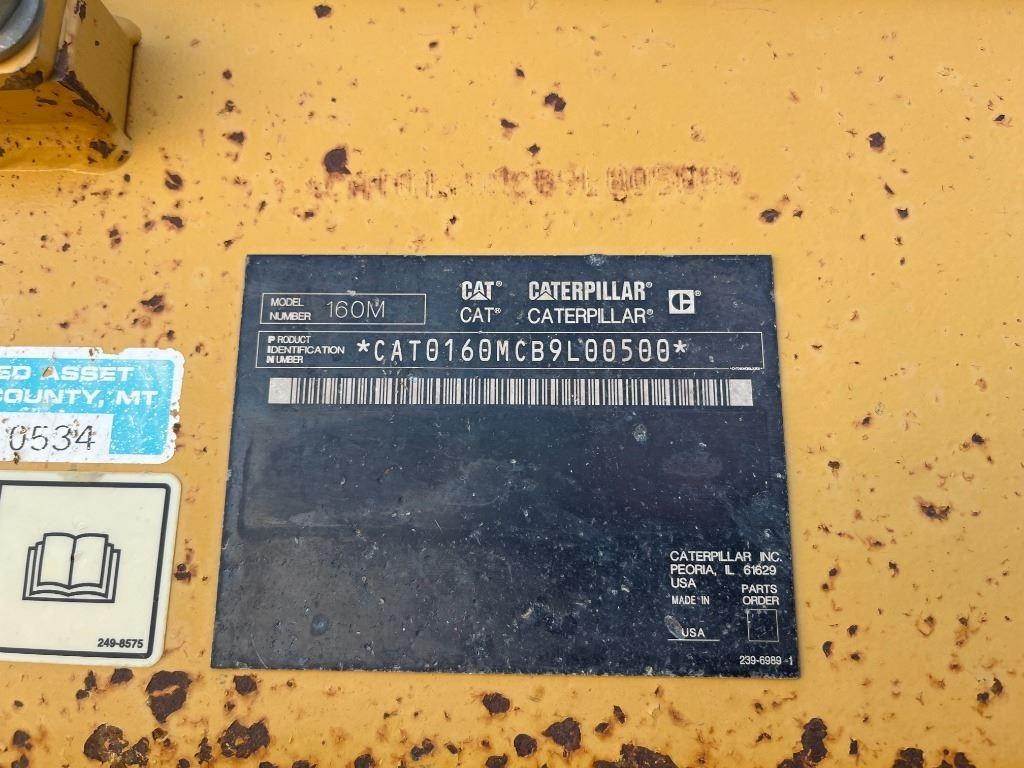 CAT® CATERPILLAR® C®
CAT® CATERPILLAR®
MODEL NUMBER 160M
PRODUCT IDENTIFICATION NUMBER *CAT0160MCB9L00500*
ED ASSET
OUNTY, MT
0534
249-8575
CATERPILLAR INC.
PEORIA, IL 61629
USA
PARTS ORDER
MADE IN
USA
239-6989-1